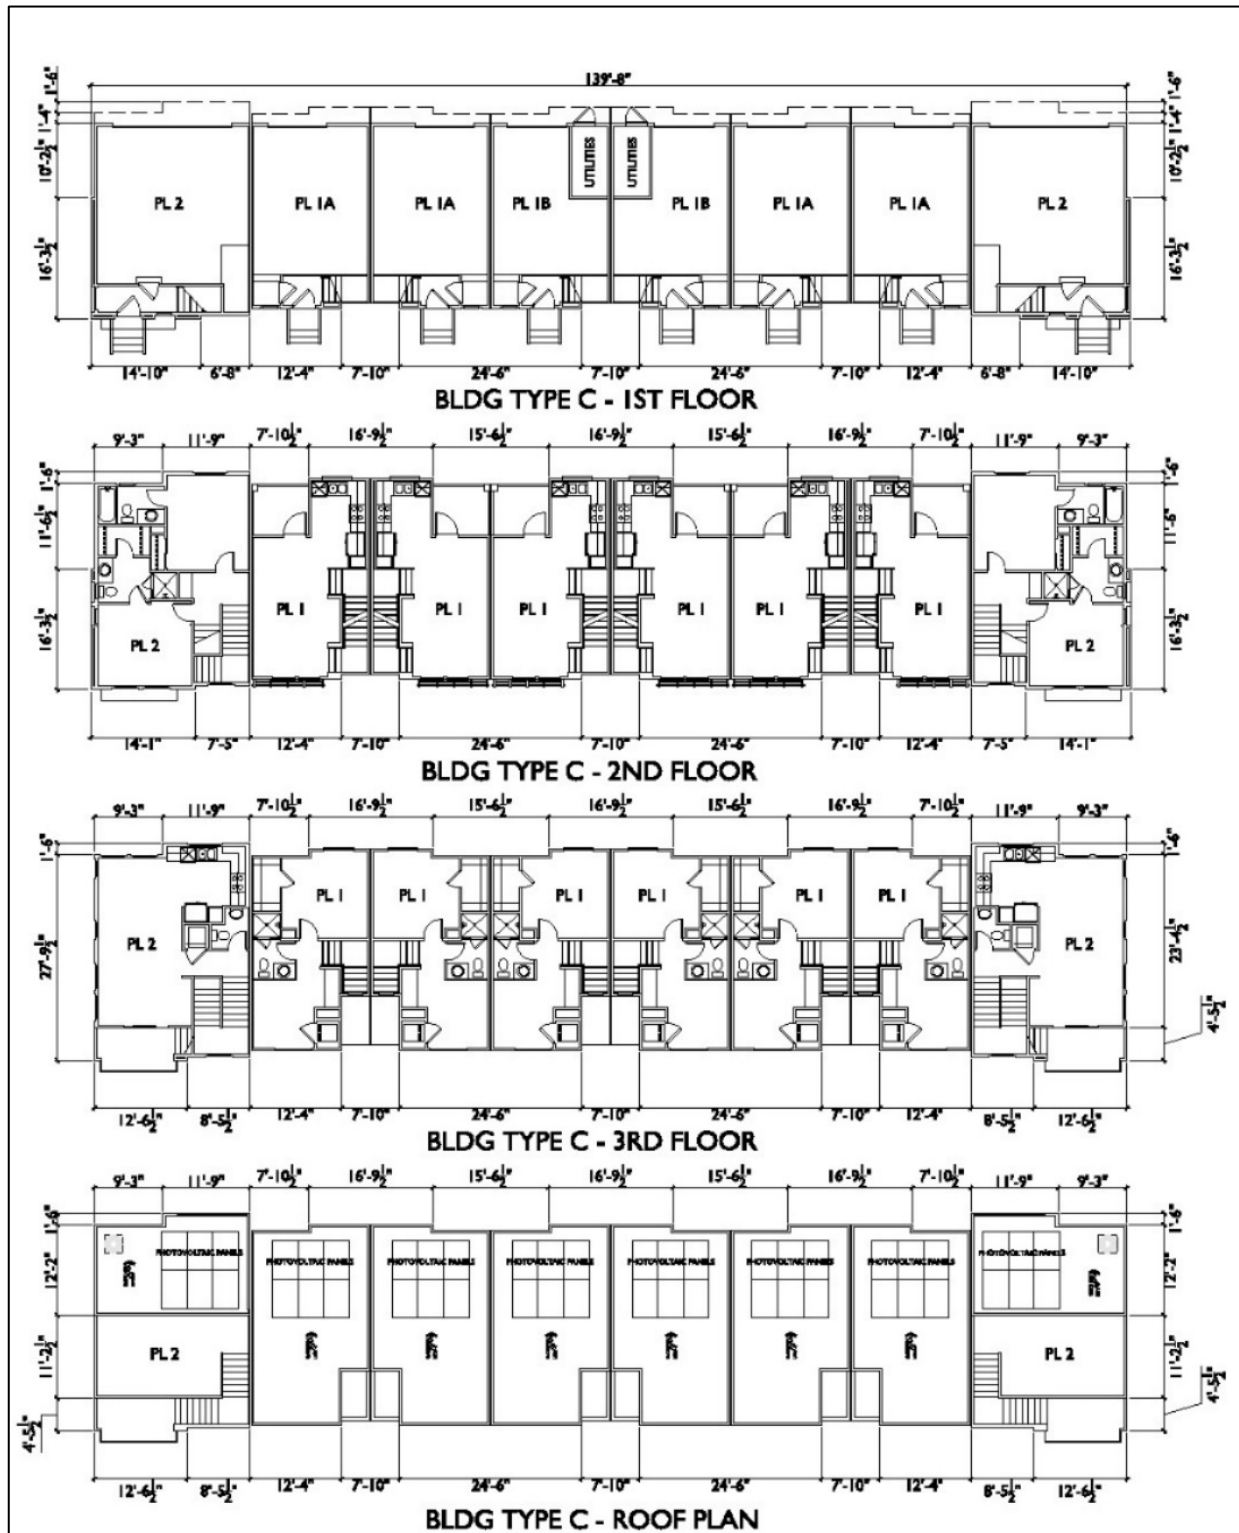 139'-8"
1'-6" 1'-6"
1'-4" 1'-4"
10'-2½" 10'-2½"
UTILITIES UTILITIES
PL 2 PL 1A PL 1A PL 1B PL 1B PL 1A PL 1A PL 2
16'-3½" 16'-3½"
14'-10" 6'-8" 12'-4" 7'-10" 24'-6" 7'-10" 24'-6" 7'-10" 12'-4" 6'-8" 14'-10"
BLDG TYPE C - 1ST FLOOR
9'-3" 11'-9" 7'-10½" 16'-9½" 15'-6½" 16'-9½" 15'-6½" 16'-9½" 7'-10½" 11'-9" 9'-3"
1'-6" 1'-6"
11'-6½" 11'-6"
16'-3½" PL 1 PL 1 PL 1 PL 1 PL 1 PL 1 16'-3½"
PL 2 PL 2
14'-1" 7'-5" 12'-4" 7'-10" 24'-6" 7'-10" 24'-6" 7'-10" 12'-4" 7'-5" 14'-1"
BLDG TYPE C - 2ND FLOOR
9'-3" 11'-9" 7'-10½" 16'-9½" 15'-6½" 16'-9½" 15'-6½" 16'-9½" 7'-10½" 11'-9" 9'-3"
1'-6" -6"
PL 1 PL 1 PL 1 PL 1 PL 1 PL 1
27'-9½" PL 2 PL 2 23'-4½"
4'-5½"
12'-6½" 8'-5½" 12'-4" 7'-10" 24'-6" 7'-10" 24'-6" 7'-10" 12'-4" 8'-5½" 12'-6½"
BLDG TYPE C - 3RD FLOOR
9'-3" 11'-9" 7'-10½" 16'-9½" 15'-6½" 16'-9½" 15'-6½" 16'-9½" 7'-10½" 11'-9" 9'-3"
1'-6" 1'-6"
PHOTOVOLTAIC PANELS PHOTOVOLTAIC PANELS PHOTOVOLTAIC PANELS PHOTOVOLTAIC PANELS PHOTOVOLTAIC PANELS PHOTOVOLTAIC PANELS PHOTOVOLTAIC PANELS PHOTOVOLTAIC PANELS
12'-2" 12'-2"
11'-2½" PL 2 PL 2 11'-2½"
4'-5½" 4'-5½"
12'-6½" 8'-5½" 12'-4" 7'-10" 24'-6" 7'-10" 24'-6" 7'-10" 12'-4" 8'-5½" 12'-6½"
BLDG TYPE C - ROOF PLAN